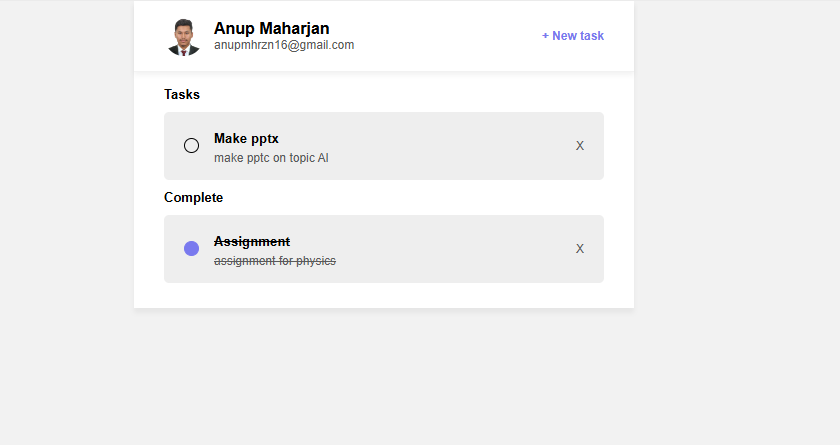 Anup Maharjan
anupmhrzn16@gmail.com
+ New task
Tasks
Make pptx
make pptc on topic AI
X
Complete
Assignment
assignment for physics
X